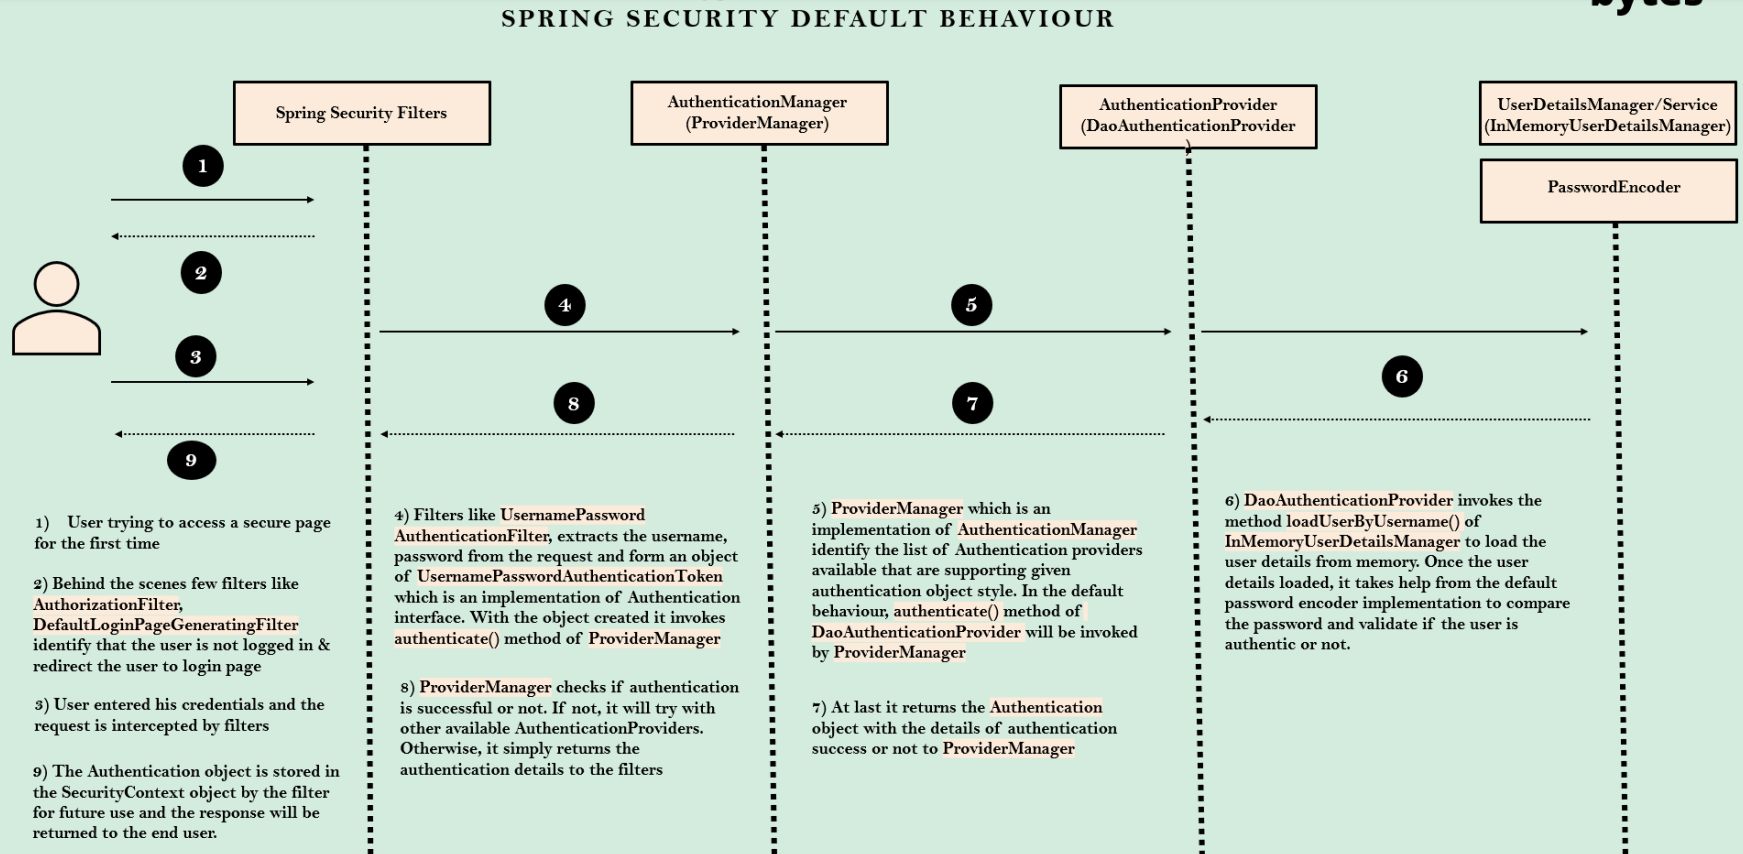 SPRING SECURITY DEFAULT BEHAVIOUR
Spring Security Filters
AuthenticationManager
(ProviderManager)
AuthenticationProvider
(DaoAuthenticationProvider
)
UserDetailsManager/Service
(InMemoryUserDetailsManager)
PasswordEncoder
1
2
3
4
5
6
7
8
9
1) User trying to access a secure page
for the first time
2) Behind the scenes few filters like
AuthorizationFilter,
DefaultLoginPageGeneratingFilter
identify that the user is not logged in &
redirect the user to login page
3) User entered his credentials and the
request is intercepted by filters
9) The Authentication object is stored in
the SecurityContext object by the filter
for future use and the response will be
returned to the end user.
4) Filters like UsernamePassword
AuthenticationFilter, extracts the username,
password from the request and form an object
of UsernamePasswordAuthenticationToken
which is an implementation of Authentication
interface. With the object created it invokes
authenticate() method of ProviderManager
8) ProviderManager checks if authentication
is successful or not. If not, it will try with
other available AuthenticationProviders.
Otherwise, it simply returns the
authentication details to the filters
5) ProviderManager which is an
implementation of AuthenticationManager
identify the list of Authentication providers
available that are supporting given
authentication object style. In the default
behaviour, authenticate() method of
DaoAuthenticationProvider will be invoked
by ProviderManager
7) At last it returns the Authentication
object with the details of authentication
success or not to ProviderManager
6) DaoAuthenticationProvider invokes the
method loadUserByUsername() of
InMemoryUserDetailsManager to load the
user details from memory. Once the user
details loaded, it takes help from the default
password encoder implementation to compare
the password and validate if the user is
authentic or not.